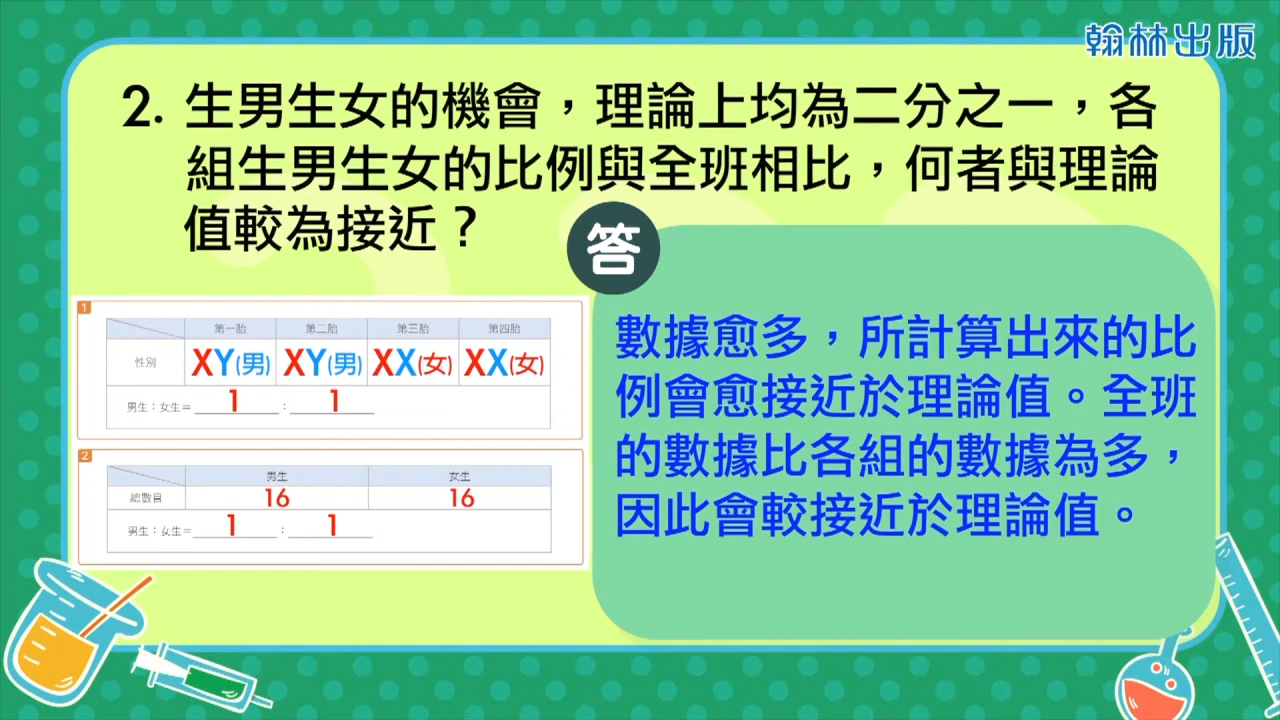 翰林出版
2. 生男生女的機會，理論上均為二分之一，各
組生男生女的比例與全班相比，何者與理論
值較為接近？
答
數據愈多，所計算出來的比
例會愈接近於理論值。全班
的數據比各組的數據為多，
因此會較接近於理論值。
1
第一胎 第二胎 第三胎 第四胎
性別 XY(男) XY(男) XX(女) XX(女)
男生：女生＝ 1 ： 1
2
男生 女生
總數目 16 16
男生：女生＝ 1 ： 1